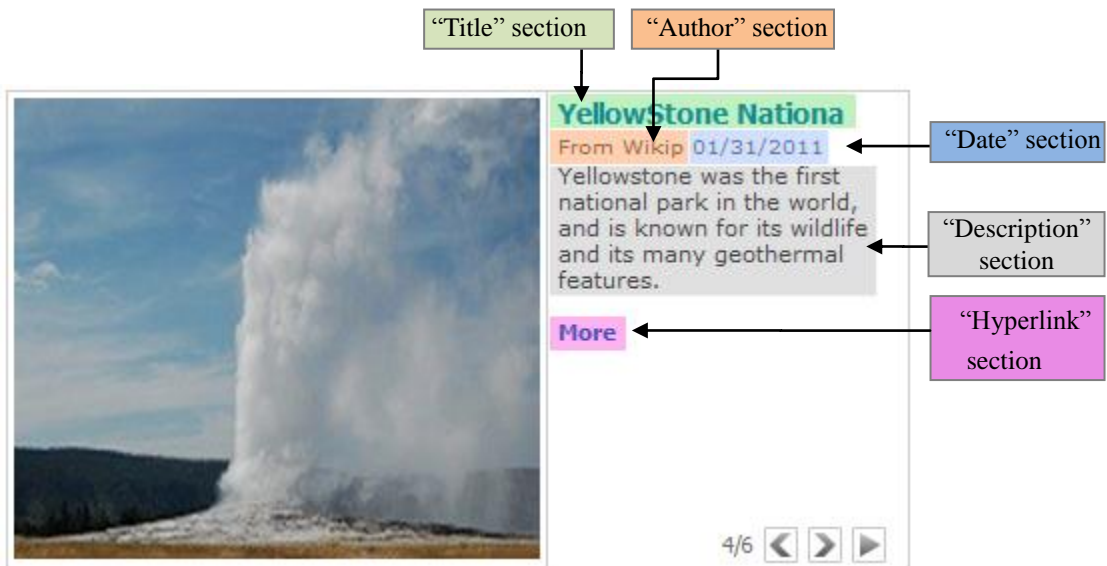 “Title” section
“Author” section
YellowStone Nationa
From Wikip 01/31/2011
“Date” section
Yellowstone was the first
national park in the world,
and is known for its wildlife
and its many geothermal
features.
“Description”
section
More
“Hyperlink”
section
4/6